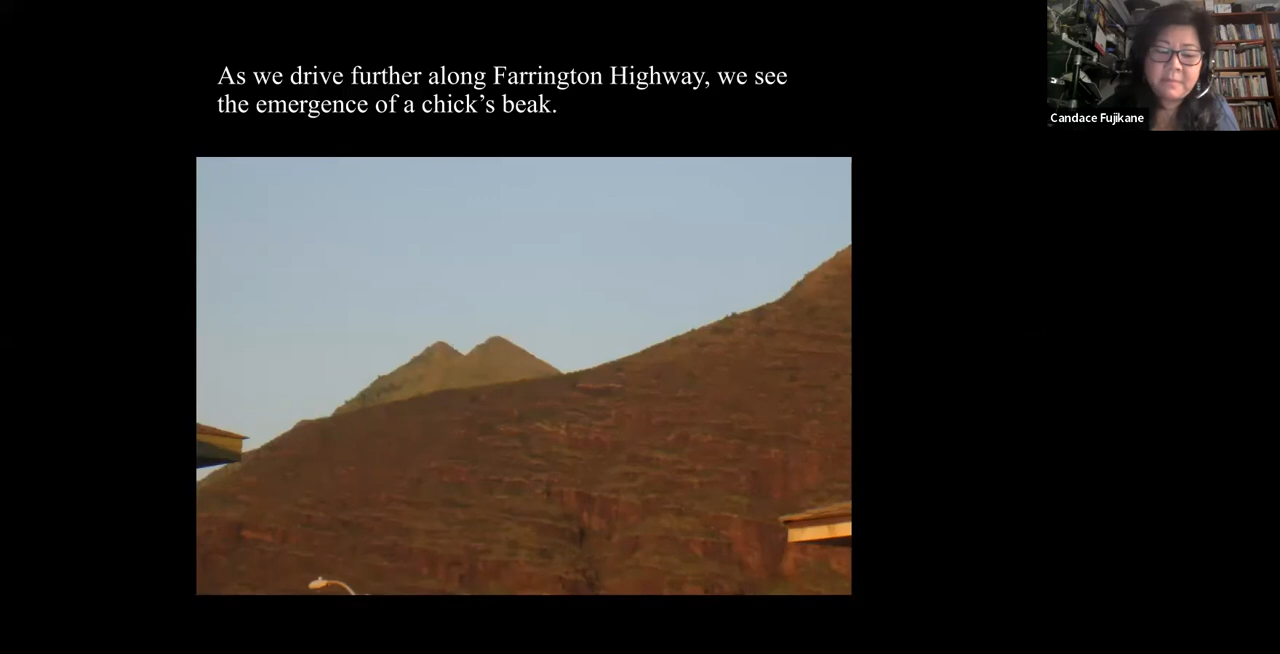 As we drive further along Farrington Highway, we see
the emergence of a chick’s beak.
Candace Fujikane